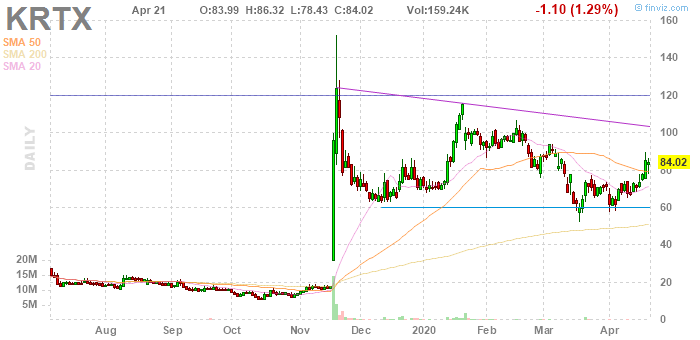 © finviz.com
KRTX Apr 21 O:83.99 H:86.32 L:78.43 C:84.02 Vol:159.24K -1.10 (1.29%)
SMA 50
SMA 200
SMA 20
DAILY
160
140
120
100
84.02
80
60
40
20
0
20M
15M
10M
5M
Aug Sep Oct Nov Dec 2020 Feb Mar Apr